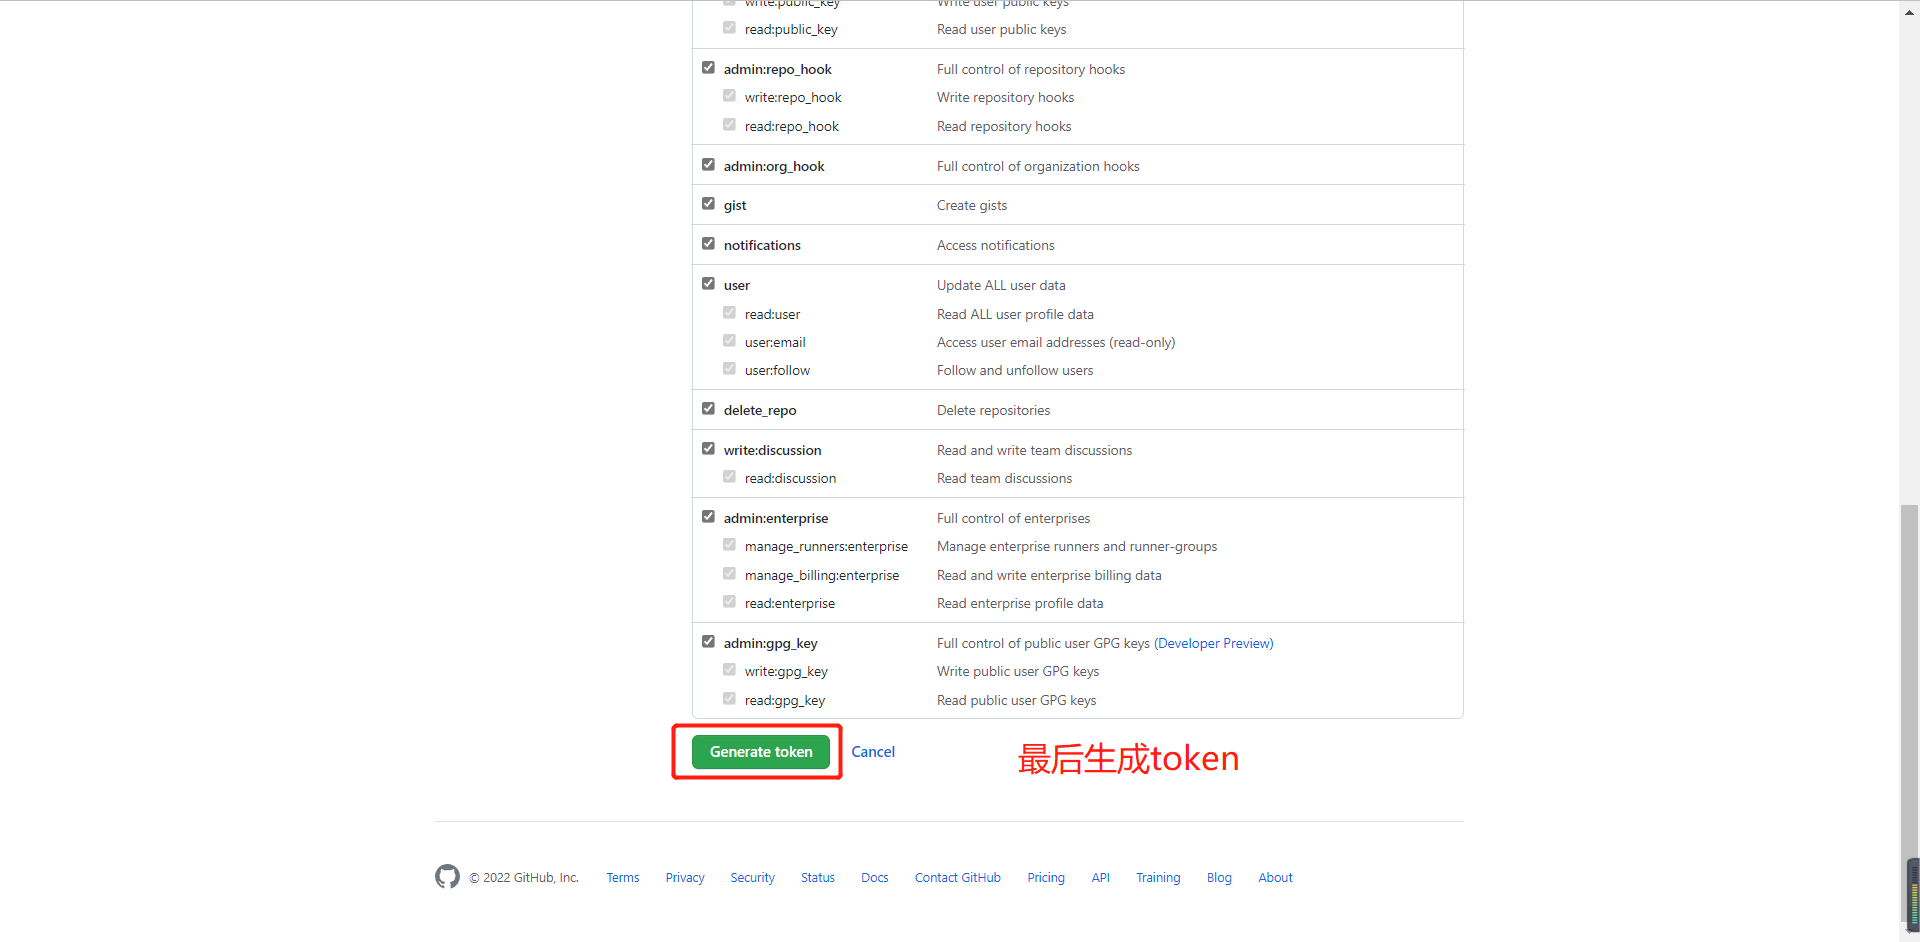 write:public_key Write user public keys
read:public_key Read user public keys
admin:repo_hook Full control of repository hooks
write:repo_hook Write repository hooks
read:repo_hook Read repository hooks
admin:org_hook Full control of organization hooks
gist Create gists
notifications Access notifications
user Update ALL user data
read:user Read ALL user profile data
user:email Access user email addresses (read-only)
user:follow Follow and unfollow users
delete_repo Delete repositories
write:discussion Read and write team discussions
read:discussion Read team discussions
admin:enterprise Full control of enterprises
manage_runners:enterprise Manage enterprise runners and runner-groups
manage_billing:enterprise Read and write enterprise billing data
read:enterprise Read enterprise profile data
admin:gpg_key Full control of public user GPG keys (Developer Preview)
write:gpg_key Write public user GPG keys
read:gpg_key Read public user GPG keys
Generate token Cancel 最后生成token
© 2022 GitHub, Inc. Terms Privacy Security Status Docs Contact GitHub Pricing API Training Blog About